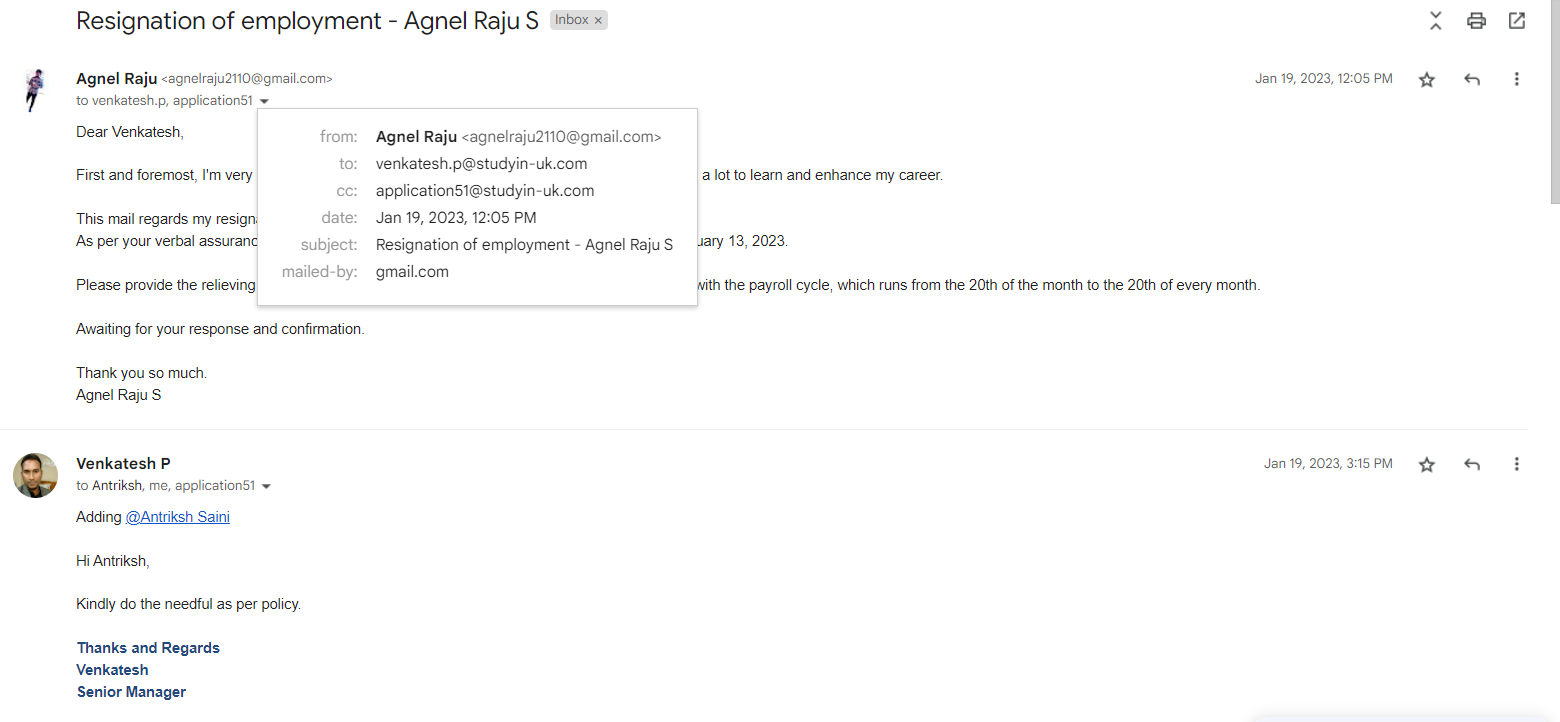 Resignation of employment - Agnel Raju S Inbox ×
Agnel Raju <agnelraju2110@gmail.com> Jan 19, 2023, 12:05 PM
to venkatesh.p, application51
Dear Venkatesh,
from: Agnel Raju <agnelraju2110@gmail.com>
to: venkatesh.p@studyin-uk.com
cc: application51@studyin-uk.com
date: Jan 19, 2023, 12:05 PM
subject: Resignation of employment - Agnel Raju S
mailed-by: gmail.com
First and foremost, I'm very a lot to learn and enhance my career.
This mail regards my
As per your verbal 13, 2023.
Please provide the relieving with the payroll cycle, which runs from the 20th of the month to the 20th of every month.
Awaiting for your response and confirmation.
Thank you so much.
Agnel Raju S
Venkatesh P Jan 19, 2023, 3:15 PM
to Antriksh, me, application51
Adding @Antriksh Saini
Hi Antriksh,
Kindly do the needful as per policy.
Thanks and Regards
Venkatesh
Senior Manager